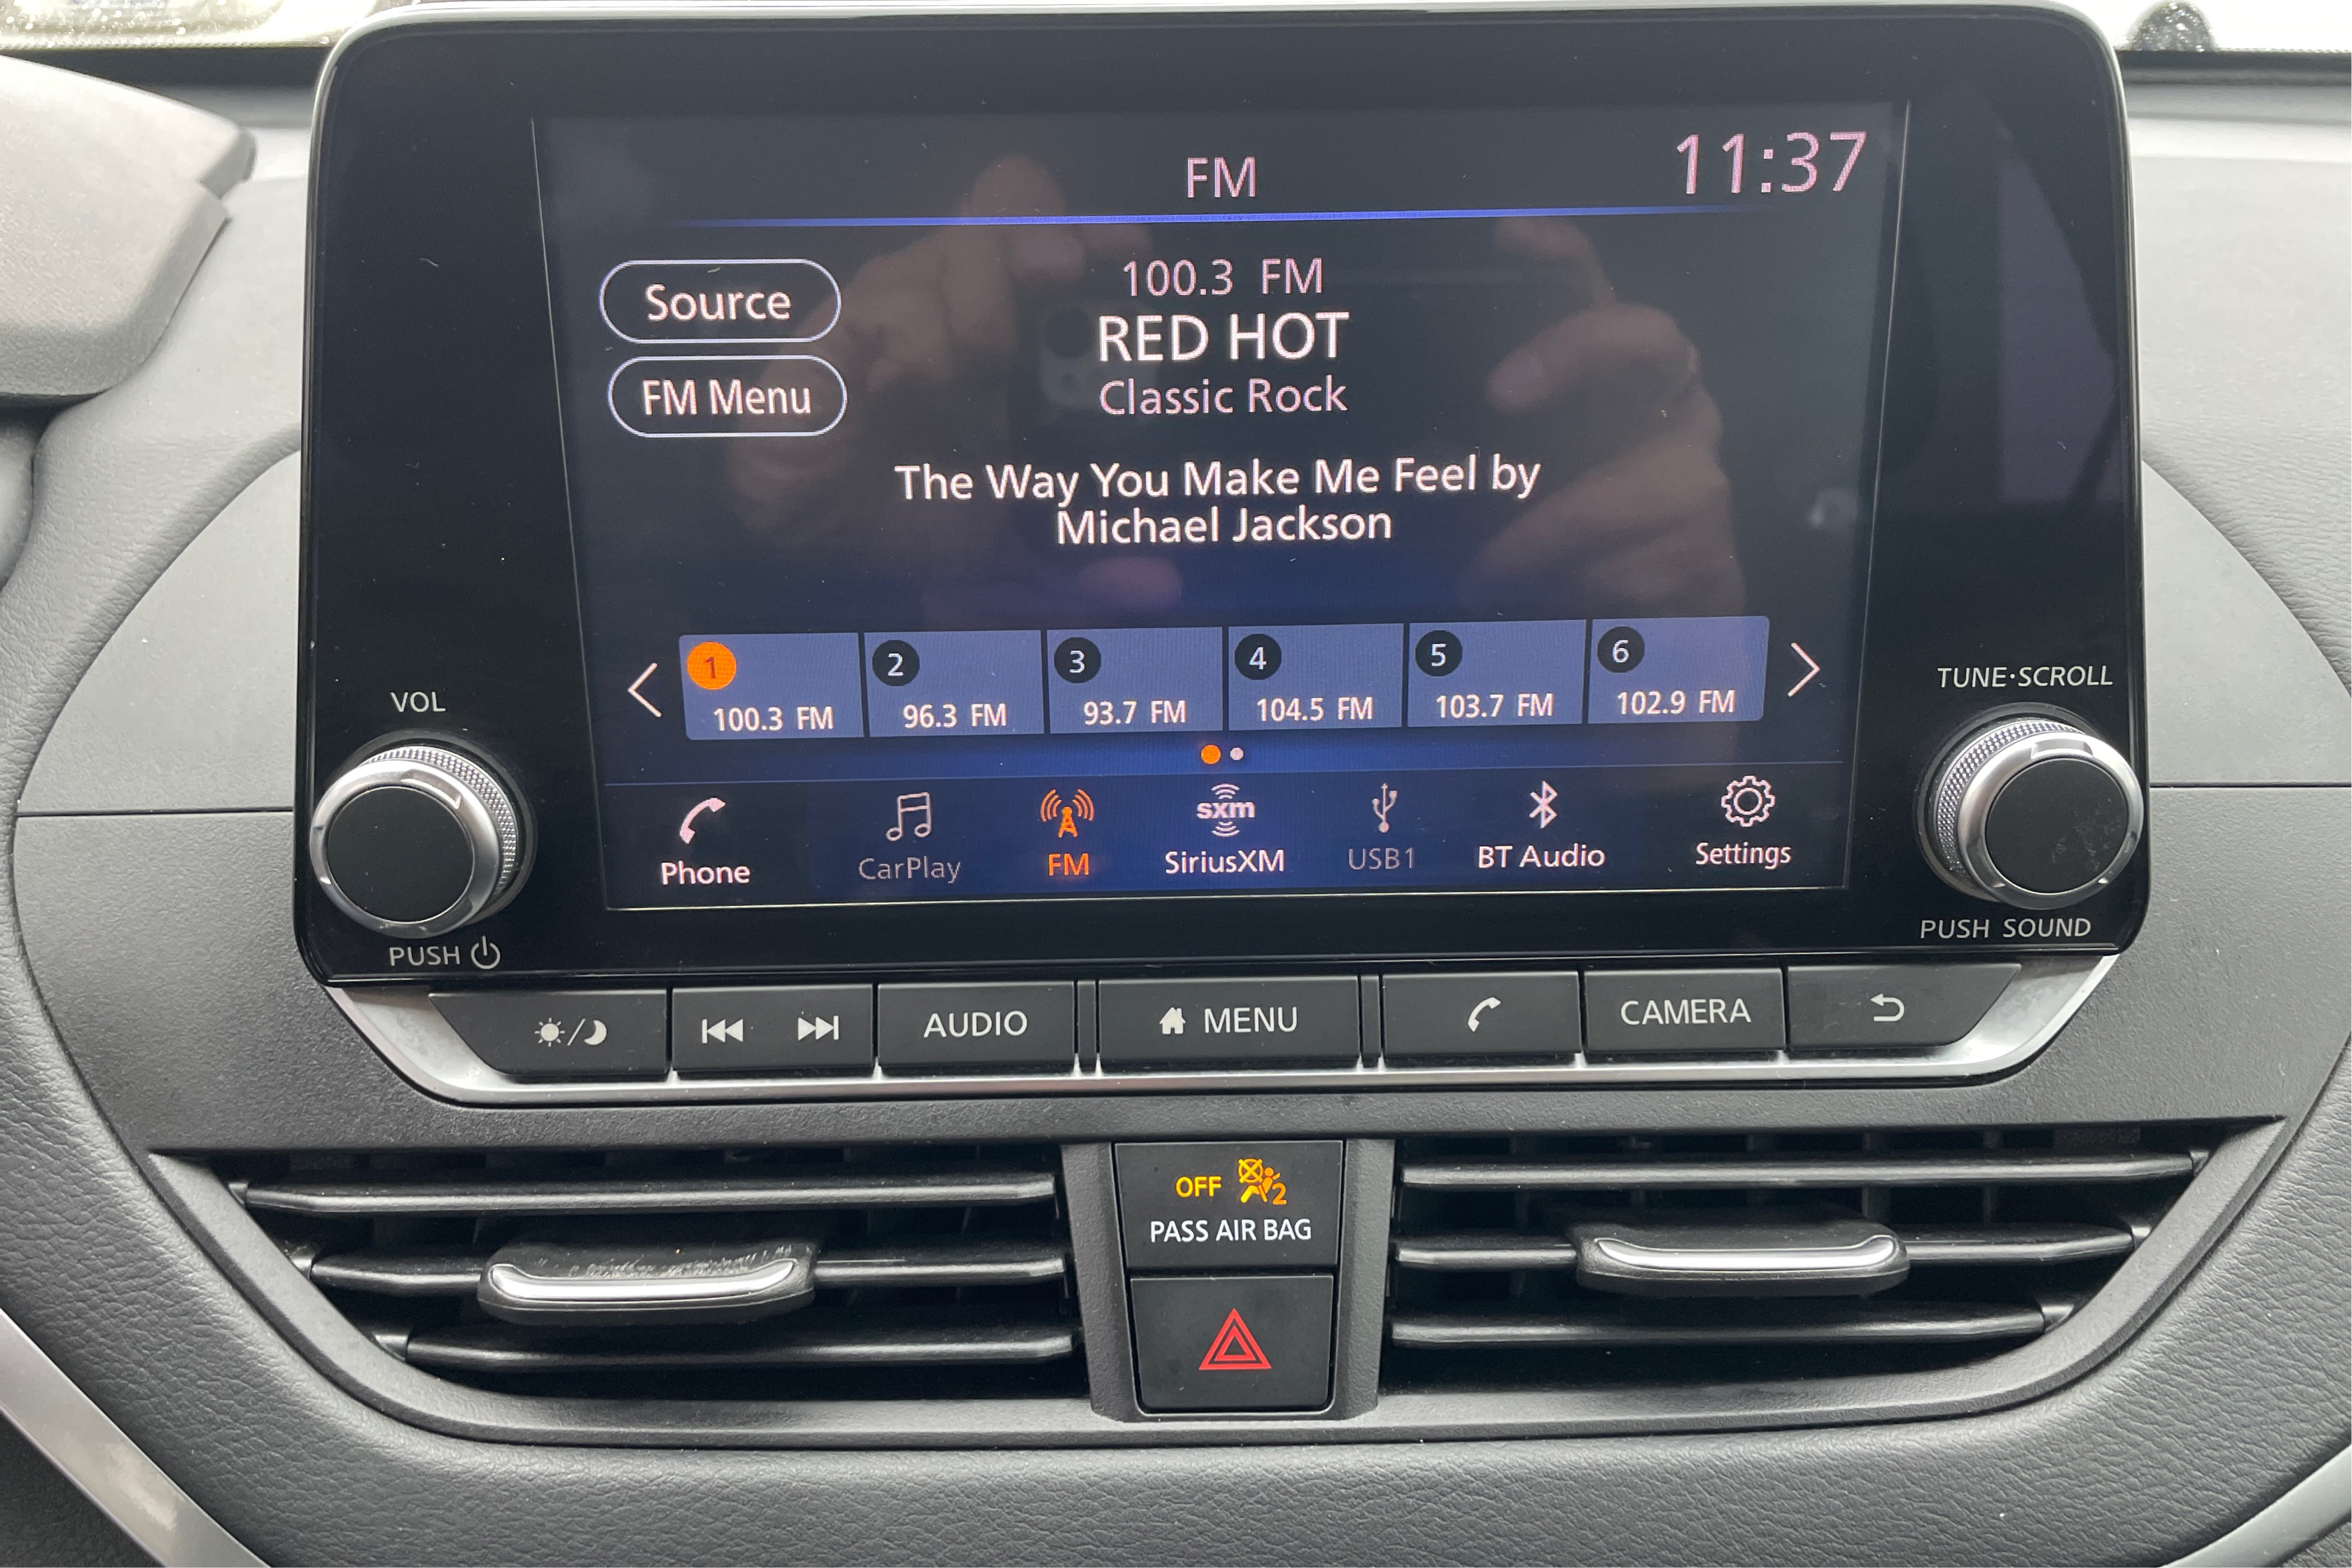 FM
11:37
Source
FM Menu
100.3 FM
RED HOT
Classic Rock
The Way You Make Me Feel by
Michael Jackson
1
100.3 FM
2
96.3 FM
3
93.7 FM
4
104.5 FM
5
103.7 FM
6
102.9 FM
Phone
CarPlay
FM
sxm
SiriusXM
USB1
BT Audio
Settings
VOL
PUSH
TUNE·SCROLL
PUSH SOUND
AUDIO
MENU
CAMERA
OFF 2
PASS AIR BAG